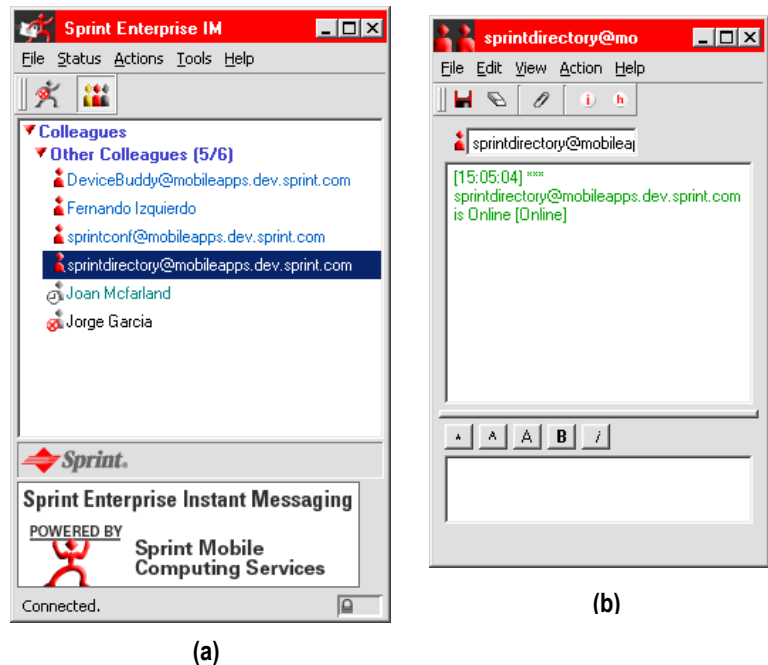 Sprint Enterprise IM
File Status Actions Tools Help
Colleagues
Other Colleagues (5/6)
DeviceBuddy@mobileapps.dev.sprint.com
Fernando Izquierdo
sprintconf@mobileapps.dev.sprint.com
sprintdirectory@mobileapps.dev.sprint.com
Joan Mcfarland
Jorge Garcia
Sprint.
Sprint Enterprise Instant Messaging
POWERED BY
Sprint Mobile
Computing Services
Connected.
(a)
sprintdirectory@mo
File Edit View Action Help
i h
sprintdirectory@mobileap
[15:05:04] ***
sprintdirectory@mobileapps.dev.sprint.com
is Online [Online]
A A A B i
(b)